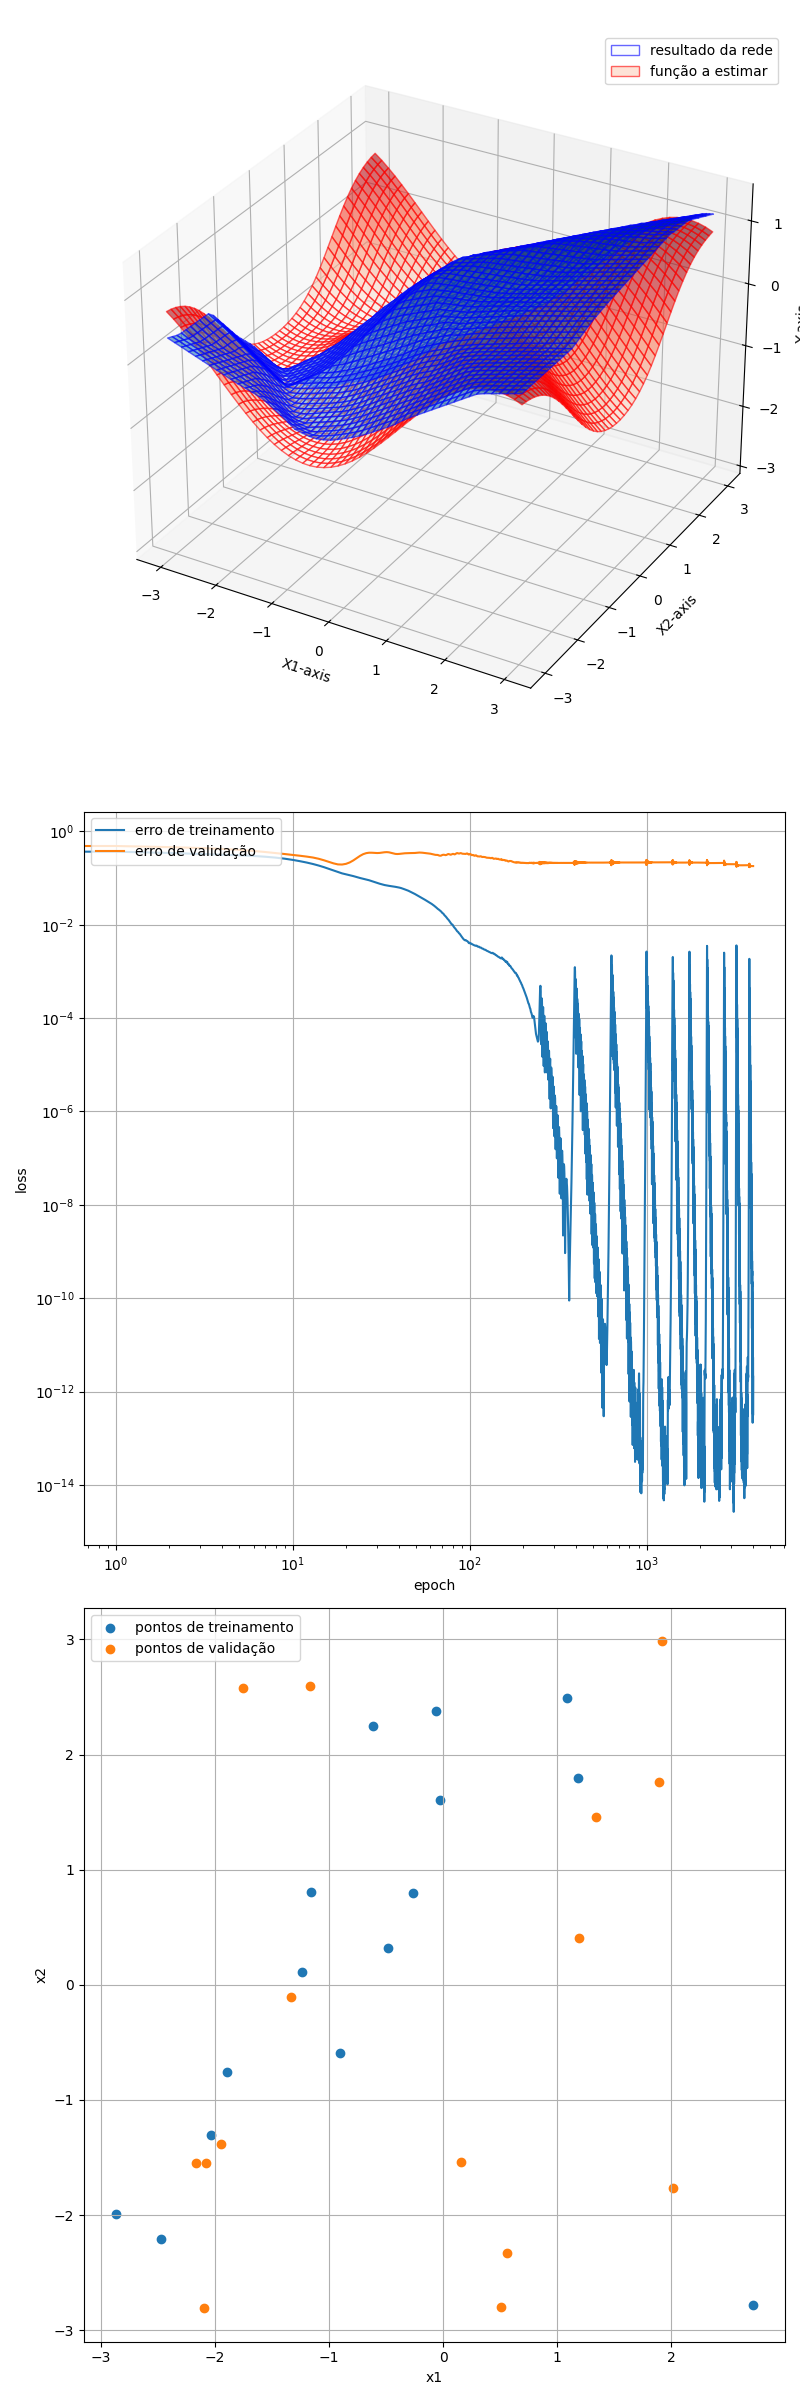 resultado da rede
função a estimar
1
0
−1
−2
−3
3
2
1
0
−1
−2
−3
X2-axis
−3
−2
−1
0
1
2
3
X1-axis
erro de treinamento
erro de validação
10^0
10^−2
10^−4
10^−6
10^−8
10^−10
10^−12
10^−14
loss
10^0 10^1 10^2 10^3
epoch
pontos de treinamento
pontos de validação
3
2
1
0
−1
−2
−3
x2
−3 −2 −1 0 1 2
x1